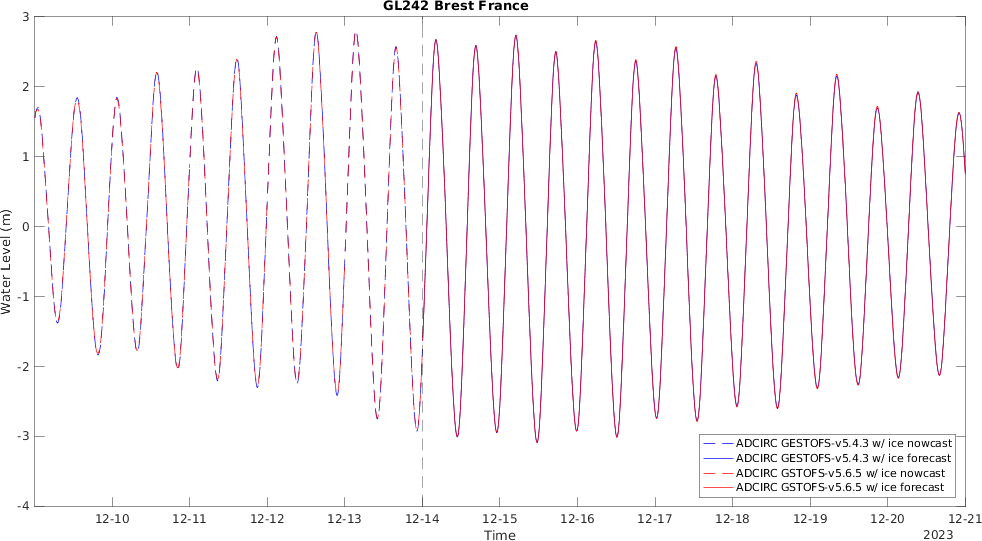 GL242 Brest France
3
2
1
0
-1
-2
-3
-4
Water Level (m)
ADCIRC GESTOFS-v5.4.3 w/ ice nowcast
ADCIRC GESTOFS-v5.4.3 w/ ice forecast
ADCIRC GSTOFS-v5.6.5 w/ ice nowcast
ADCIRC GSTOFS-v5.6.5 w/ ice forecast
12-10 12-11 12-12 12-13 12-14 12-15 12-16 12-17 12-18 12-19 12-20 12-21
Time
2023